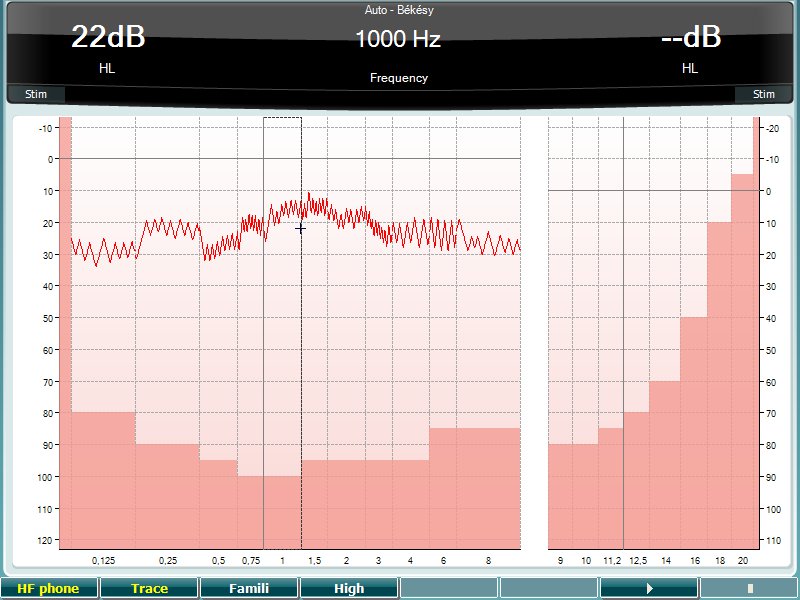 Auto - Békésy
22dB
1000 Hz
--dB
HL
HL
Frequency
Stim
Stim
-10
0
10
20
30
40
50
60
70
80
90
100
110
120
-20
-10
0
10
20
30
40
50
60
70
80
90
100
110
0,125 0,25 0,5 0,75 1 1,5 2 3 4 6 8
9 10 11,2 12,5 14 16 18 20
HF phone Trace Famili High